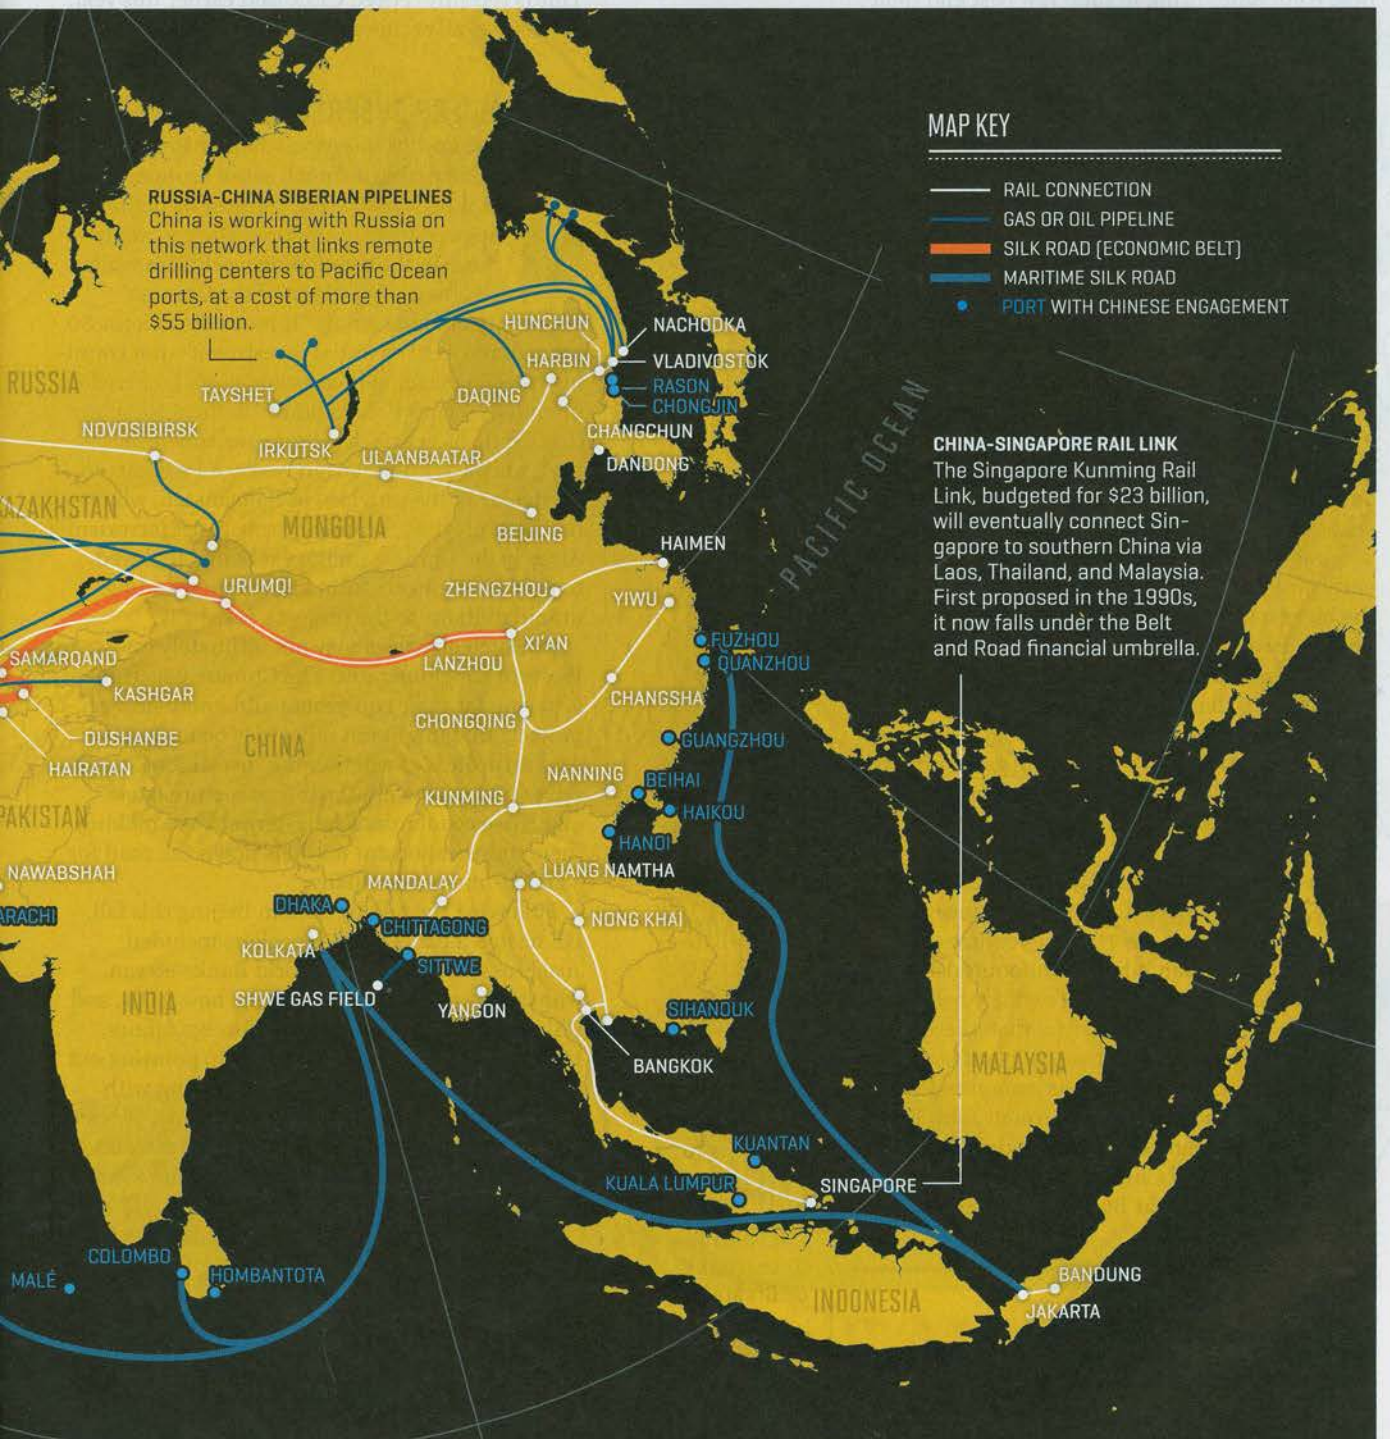 MAP KEY
RAIL CONNECTION
GAS OR OIL PIPELINE
SILK ROAD (ECONOMIC BELT)
MARITIME SILK ROAD
PORT WITH CHINESE ENGAGEMENT
RUSSIA-CHINA SIBERIAN PIPELINES
China is working with Russia on
this network that links remote
drilling centers to Pacific Ocean
ports, at a cost of more than
$55 billion.
HUNCHUN
NACHODKA
HARBIN
VLADIVOSTOK
RUSSIA
TAYSHET
DAQING
RASON
CHONGJIN
NOVOSIBIRSK
IRKUTSK
ULAANBAATAR
CHANGCHUN
DANDONG
PACIFIC OCEAN
CHINA-SINGAPORE RAIL LINK
The Singapore Kunming Rail
Link, budgeted for $23 billion,
will eventually connect Sin-
gapore to southern China via
Laos, Thailand, and Malaysia.
First proposed in the 1990s,
it now falls under the Belt
and Road financial umbrella.
AZAKHSTAN
MONGOLIA
BEIJING
HAIMEN
URUMQI
ZHENGZHOU
YIWU
XI'AN
FUZHOU
SAMARQAND
LANZHOU
QUANZHOU
KASHGAR
CHANGSHA
CHONGQING
DUSHANBE
CHINA
GUANGZHOU
HAIRATAN
NANNING
BEIHAI
PAKISTAN
KUNMING
HAIKOU
HANOI
NAWABSHAH
MANDALAY
LUANG NAMTHA
ARACHI
DHAKA
CHITTAGONG
NONG KHAI
KOLKATA
SITTWE
INDIA
SHWE GAS FIELD
YANGON
SIHANOUK
BANGKOK
MALAYSIA
KUANTAN
KUALA LUMPUR
SINGAPORE
COLOMBO
MALÉ
HOMBANTOTA
BANDUNG
INDONESIA
JAKARTA